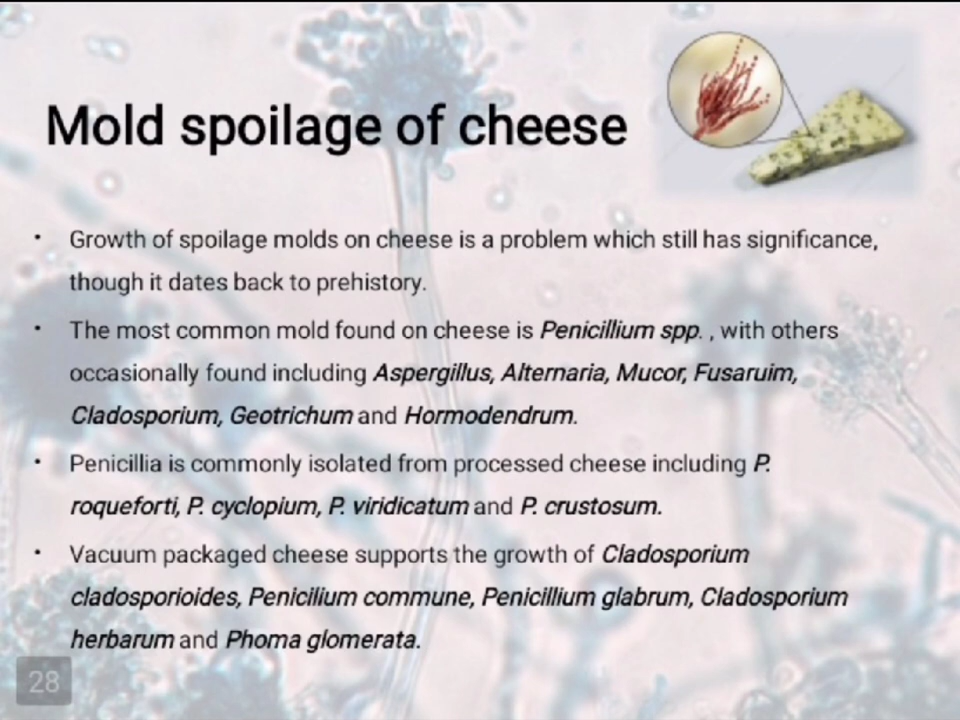 Mold spoilage of cheese
• Growth of spoilage molds on cheese is a problem which still has significance,
though it dates back to prehistory.
• The most common mold found on cheese is Penicillium spp. , with others
occasionally found including Aspergillus, Alternaria, Mucor, Fusaruim,
Cladosporium, Geotrichum and Hormodendrum.
• Penicillia is commonly isolated from processed cheese including P.
roqueforti, P. cyclopium, P. viridicatum and P. crustosum.
• Vacuum packaged cheese supports the growth of Cladosporium
cladosporioides, Penicilium commune, Penicillium glabrum, Cladosporium
herbarum and Phoma glomerata.
28